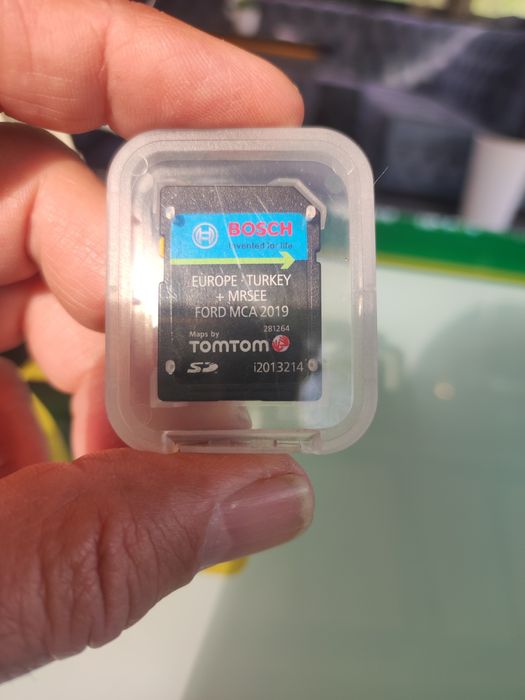 BOSCH
Invented for life
EUROPE · TURKEY
+ MRSEE
FORD MCA 2019
281264
Maps by
TOMTOM
SD
i2013214